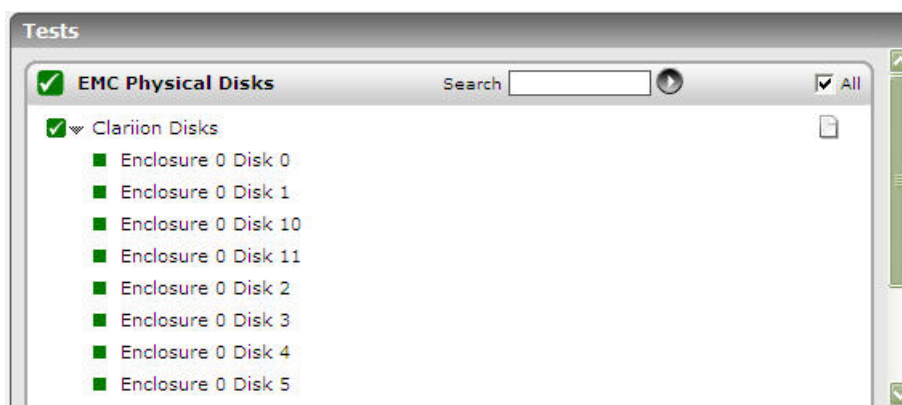 Tests
EMC Physical Disks Search All
Clariion Disks
Enclosure 0 Disk 0
Enclosure 0 Disk 1
Enclosure 0 Disk 10
Enclosure 0 Disk 11
Enclosure 0 Disk 2
Enclosure 0 Disk 3
Enclosure 0 Disk 4
Enclosure 0 Disk 5